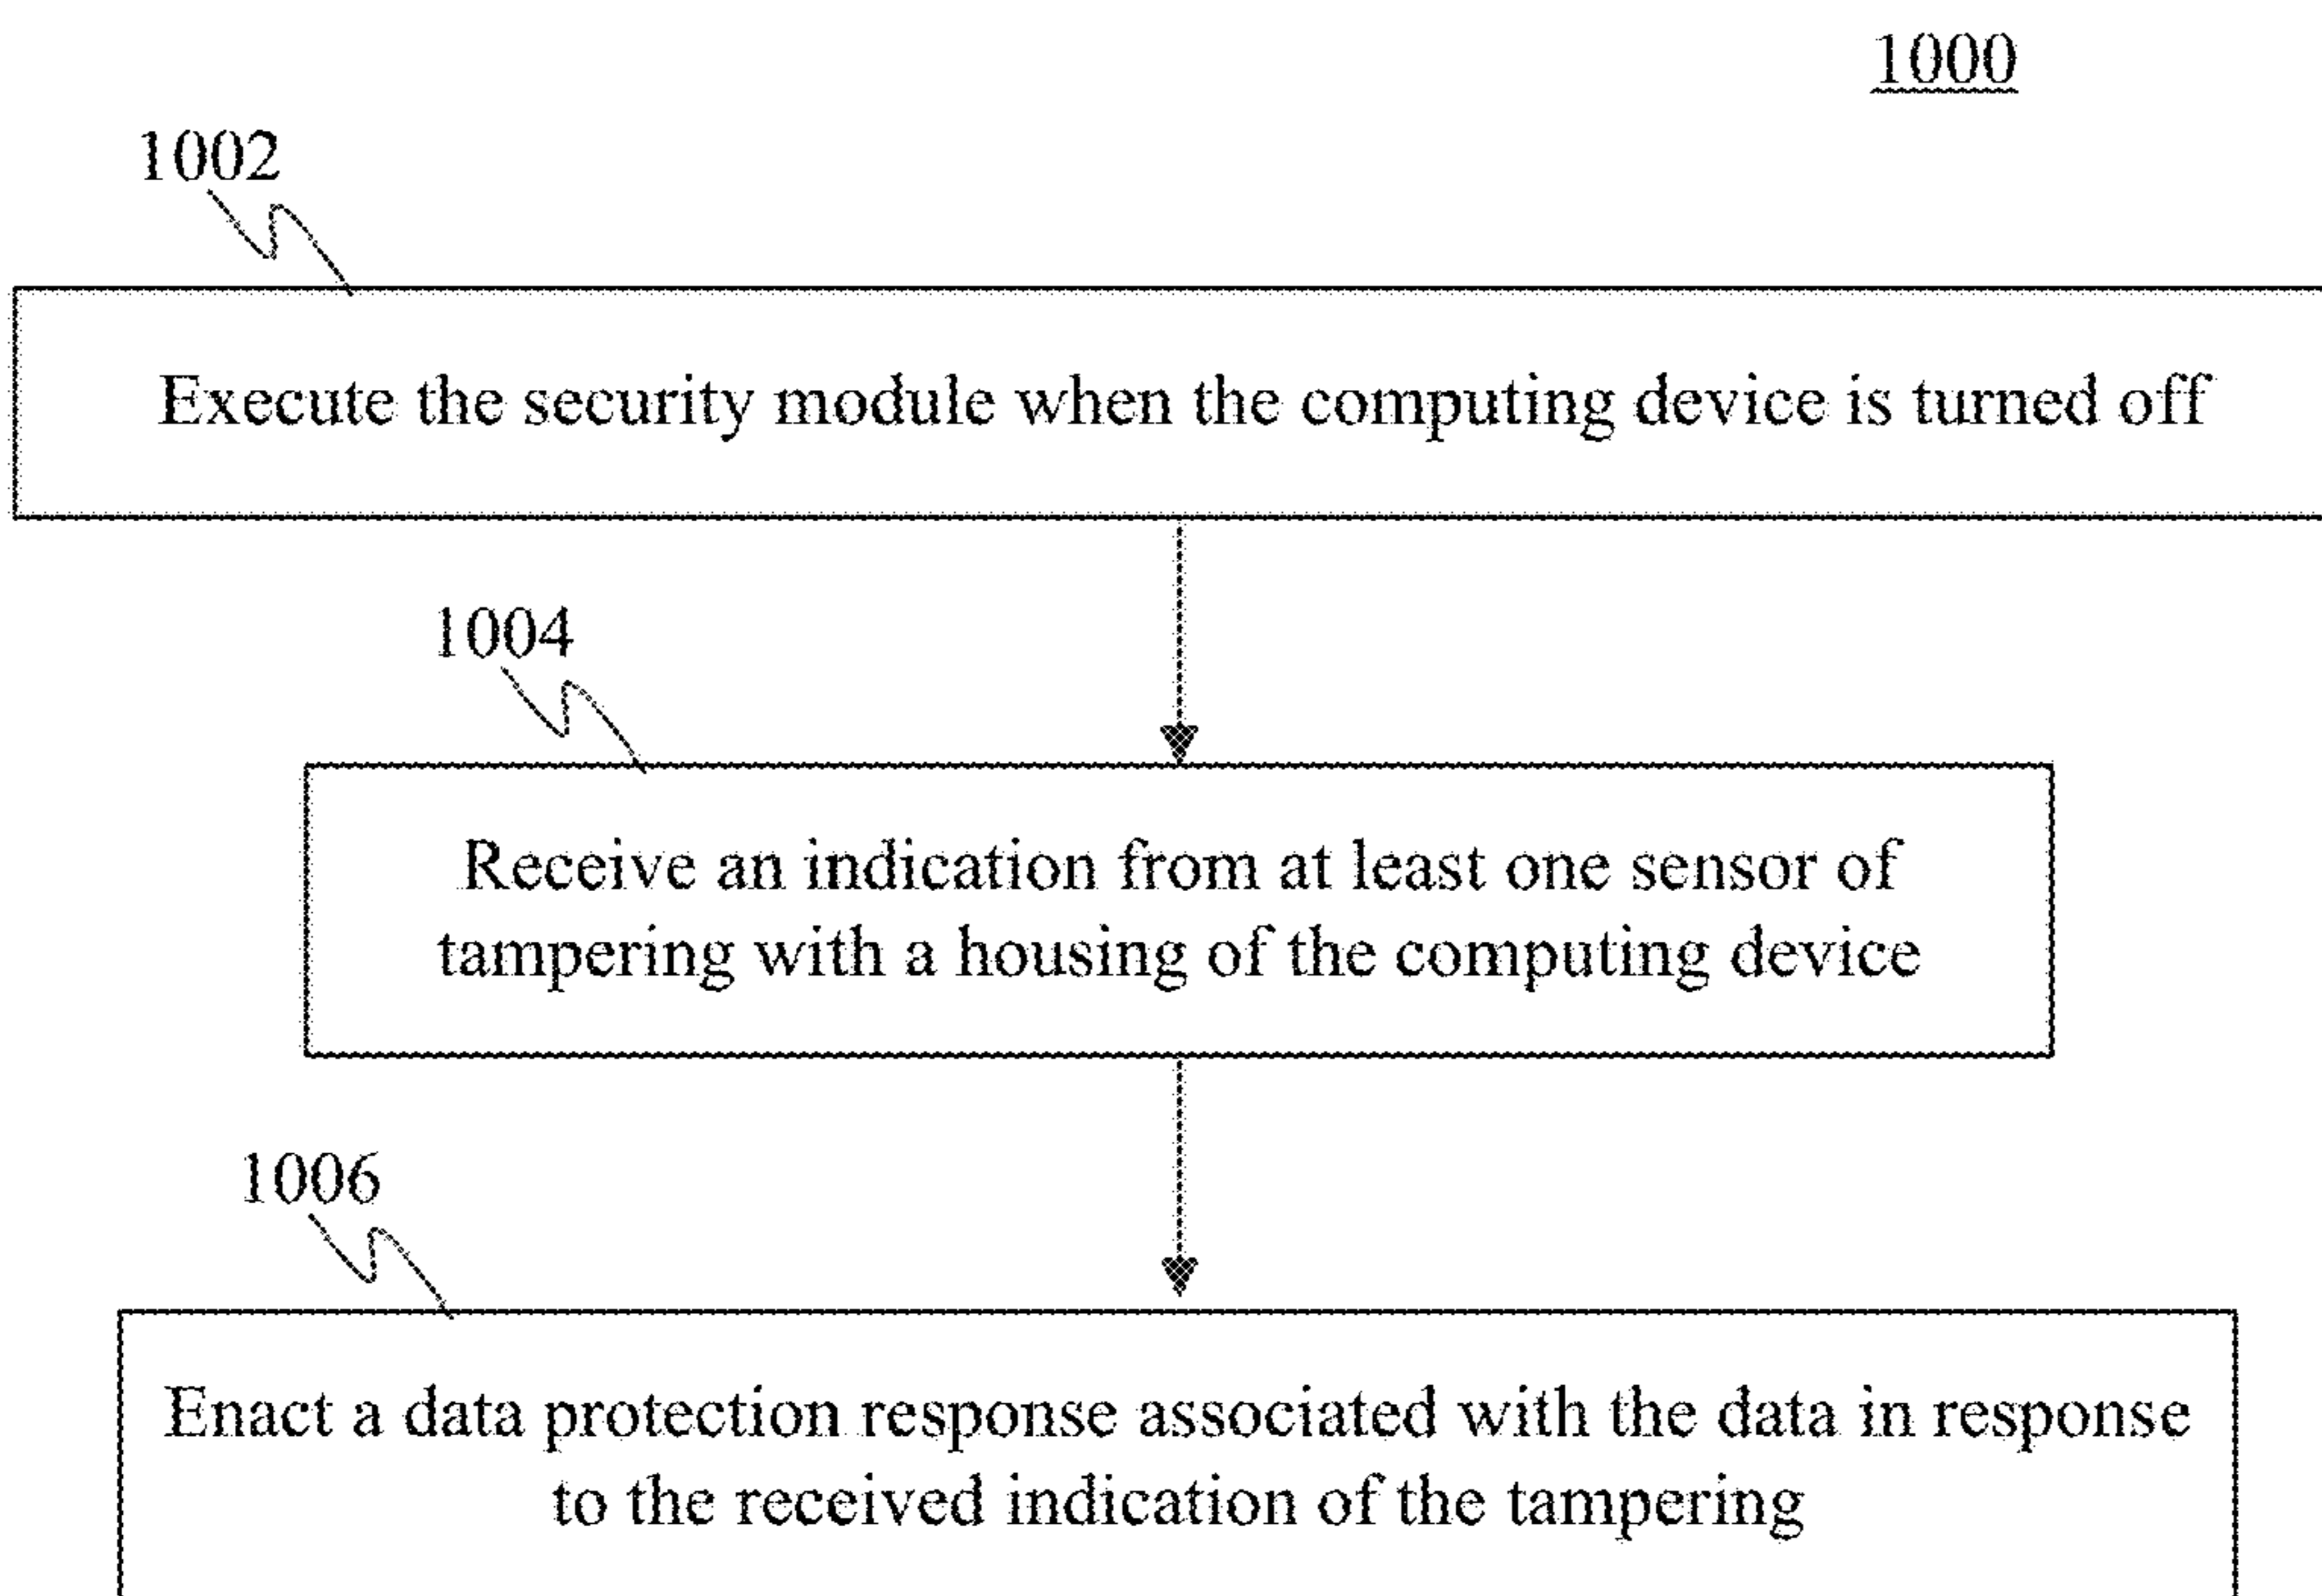 1000
1002
Execute the security module when the computing device is turned off
1004
Receive an indication from at least one sensor of
tampering with a housing of the computing device
1006
Enact a data protection response associated with the data in response
to the received indication of the tampering